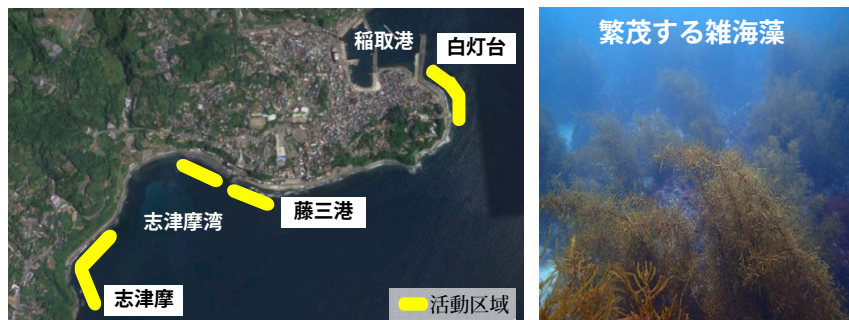 稲取港
白灯台
藤三港
志津摩湾
志津摩
活動区域
繁茂する雑海藻